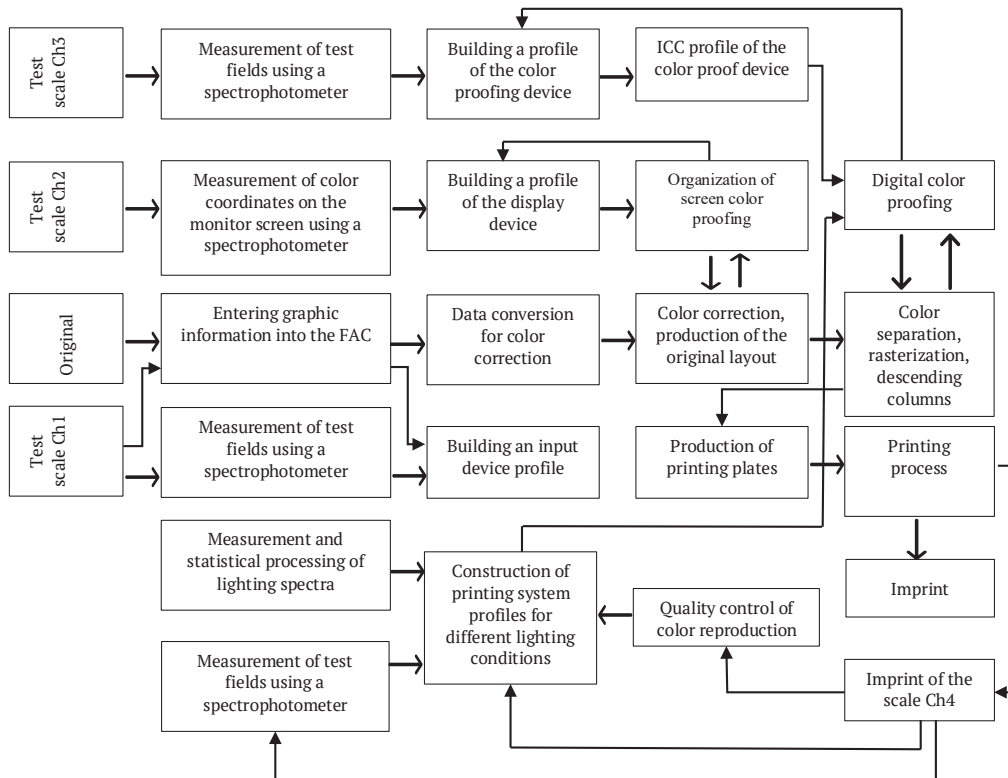 Test
scale Ch3
Measurement of test
fields using a
spectrophotometer
Building a profile
of the color
proofing device
ICC profile of the
color proof device
Test
scale Ch2
Measurement of color
coordinates on the
monitor screen using a
spectrophotometer
Building a profile
of the display
device
Organization of
screen color
proofing
Digital color
proofing
Original
Entering graphic
information into the FAC
Data conversion
for color
correction
Color correction,
production of the
original layout
Color
separation,
rasterization,
descending
columns
Test
scale Ch1
Measurement of test
fields using a
spectrophotometer
Building an input
device profile
Production of
printing plates
Printing
process
Measurement and
statistical processing of
lighting spectra
Construction of
printing system
profiles for
different lighting
conditions
Quality control of
color reproduction
Imprint
Measurement of test
fields using a
spectrophotometer
Imprint of the
scale Ch4